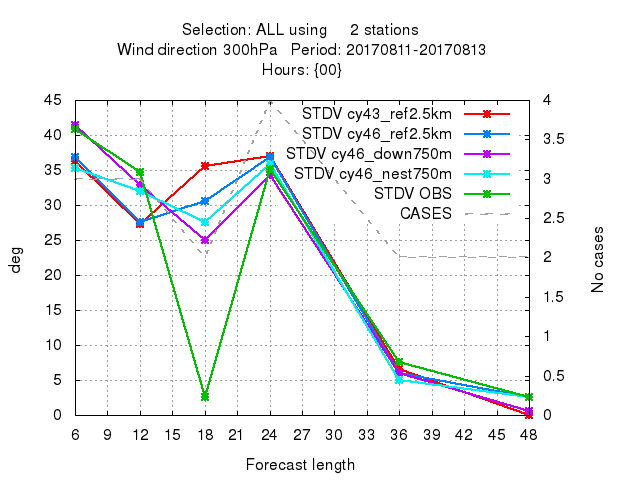 Selection: ALL using 2 stations
Wind direction 300hPa Period: 20170811-20170813
Hours: {00}
45 4
STDV cy43_ref2.5km
40 3.5
STDV cy46_ref2.5km
STDV cy46_down750m
35 3
STDV cy46_nest750m
STDV OBS
30 2.5
CASES
25 2
20
15 1.5
10 1
5 0.5
0 0
deg
No cases
6 9 12 15 18 21 24 27 30 33 36 39 42 45 48
Forecast length